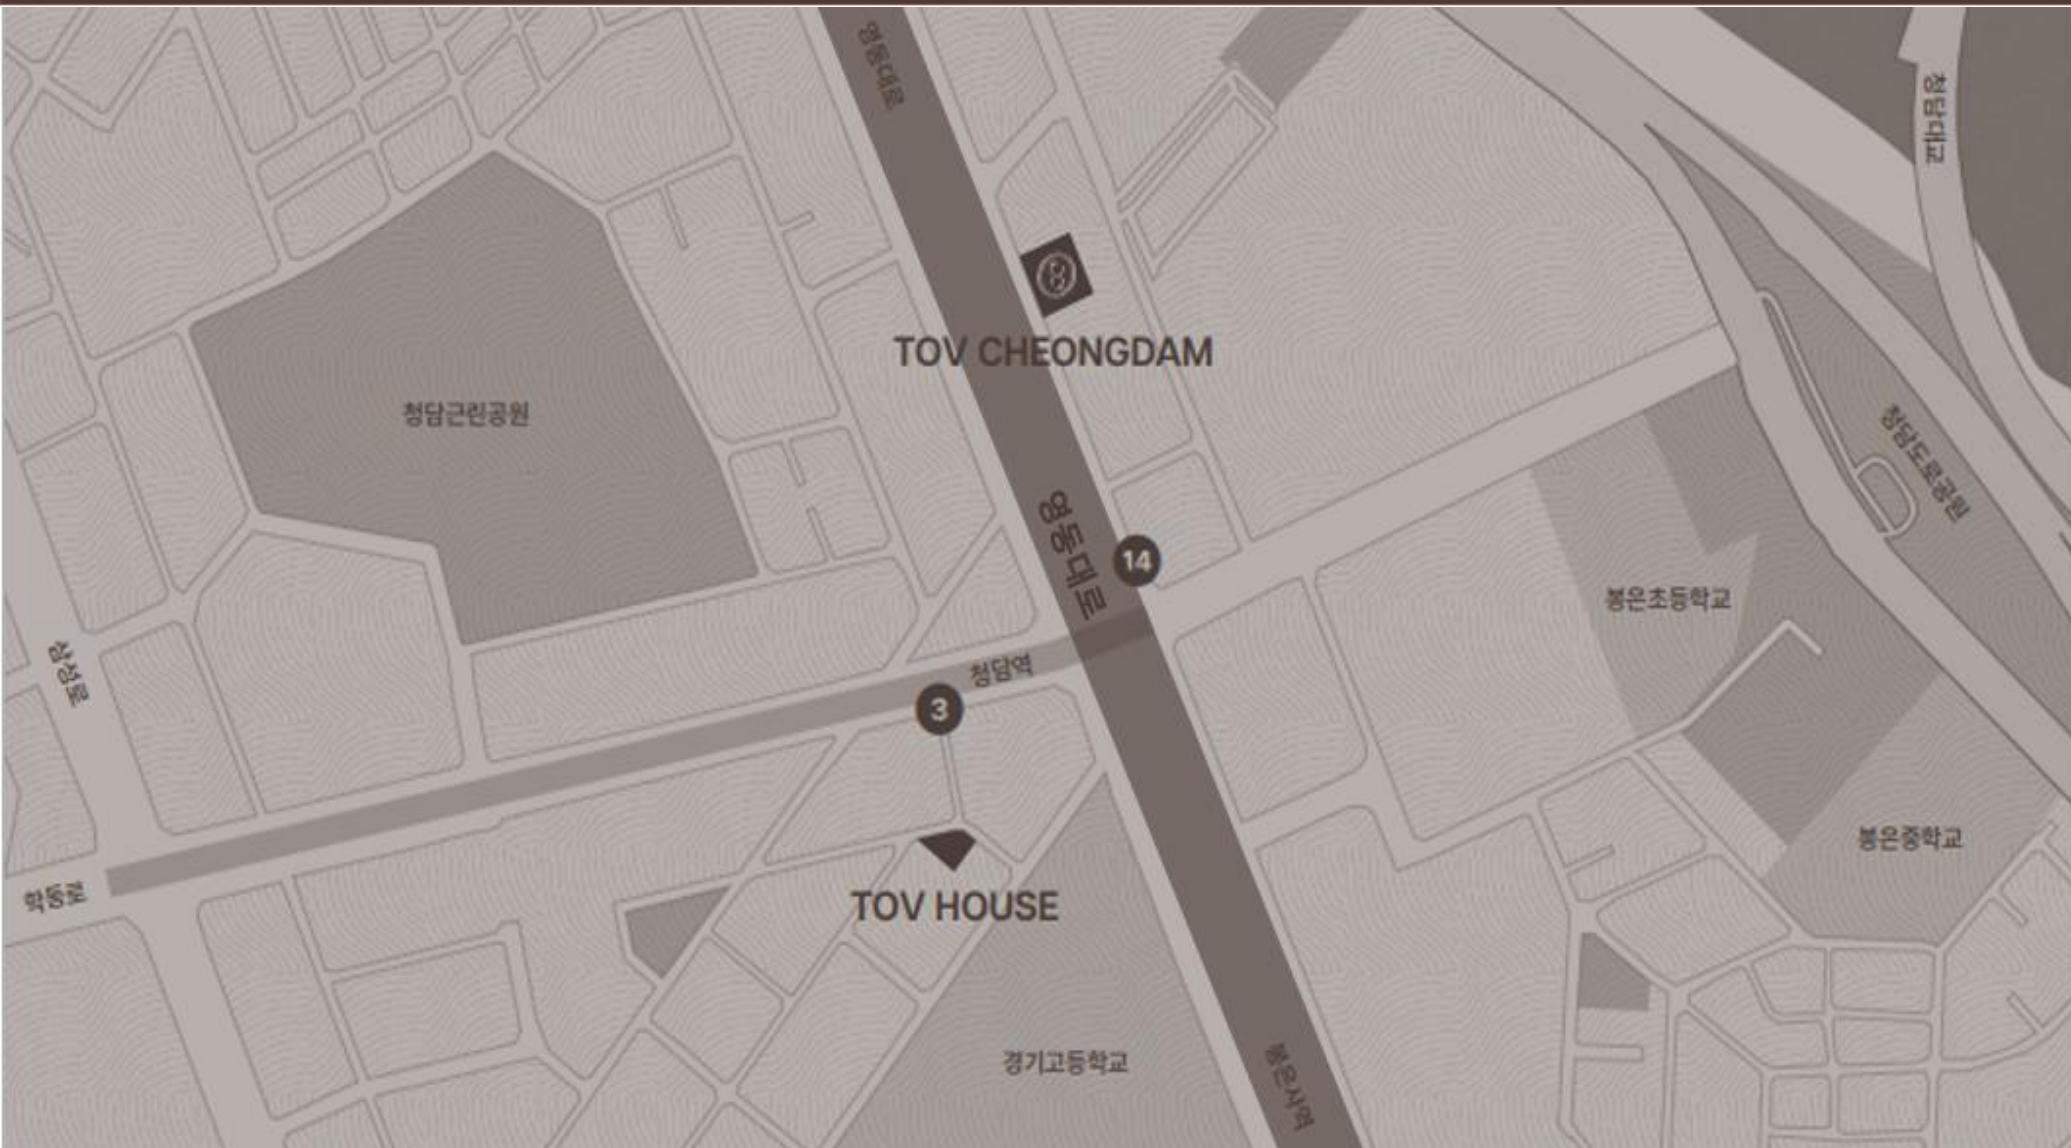 영동대로
청담대교
TOV CHEONGDAM
청담근린공원
청담도로공원
영동대로
14
봉은초등학교
삼성로
청담역
3
봉은중학교
학동로
TOV HOUSE
경기고등학교
봉은사역